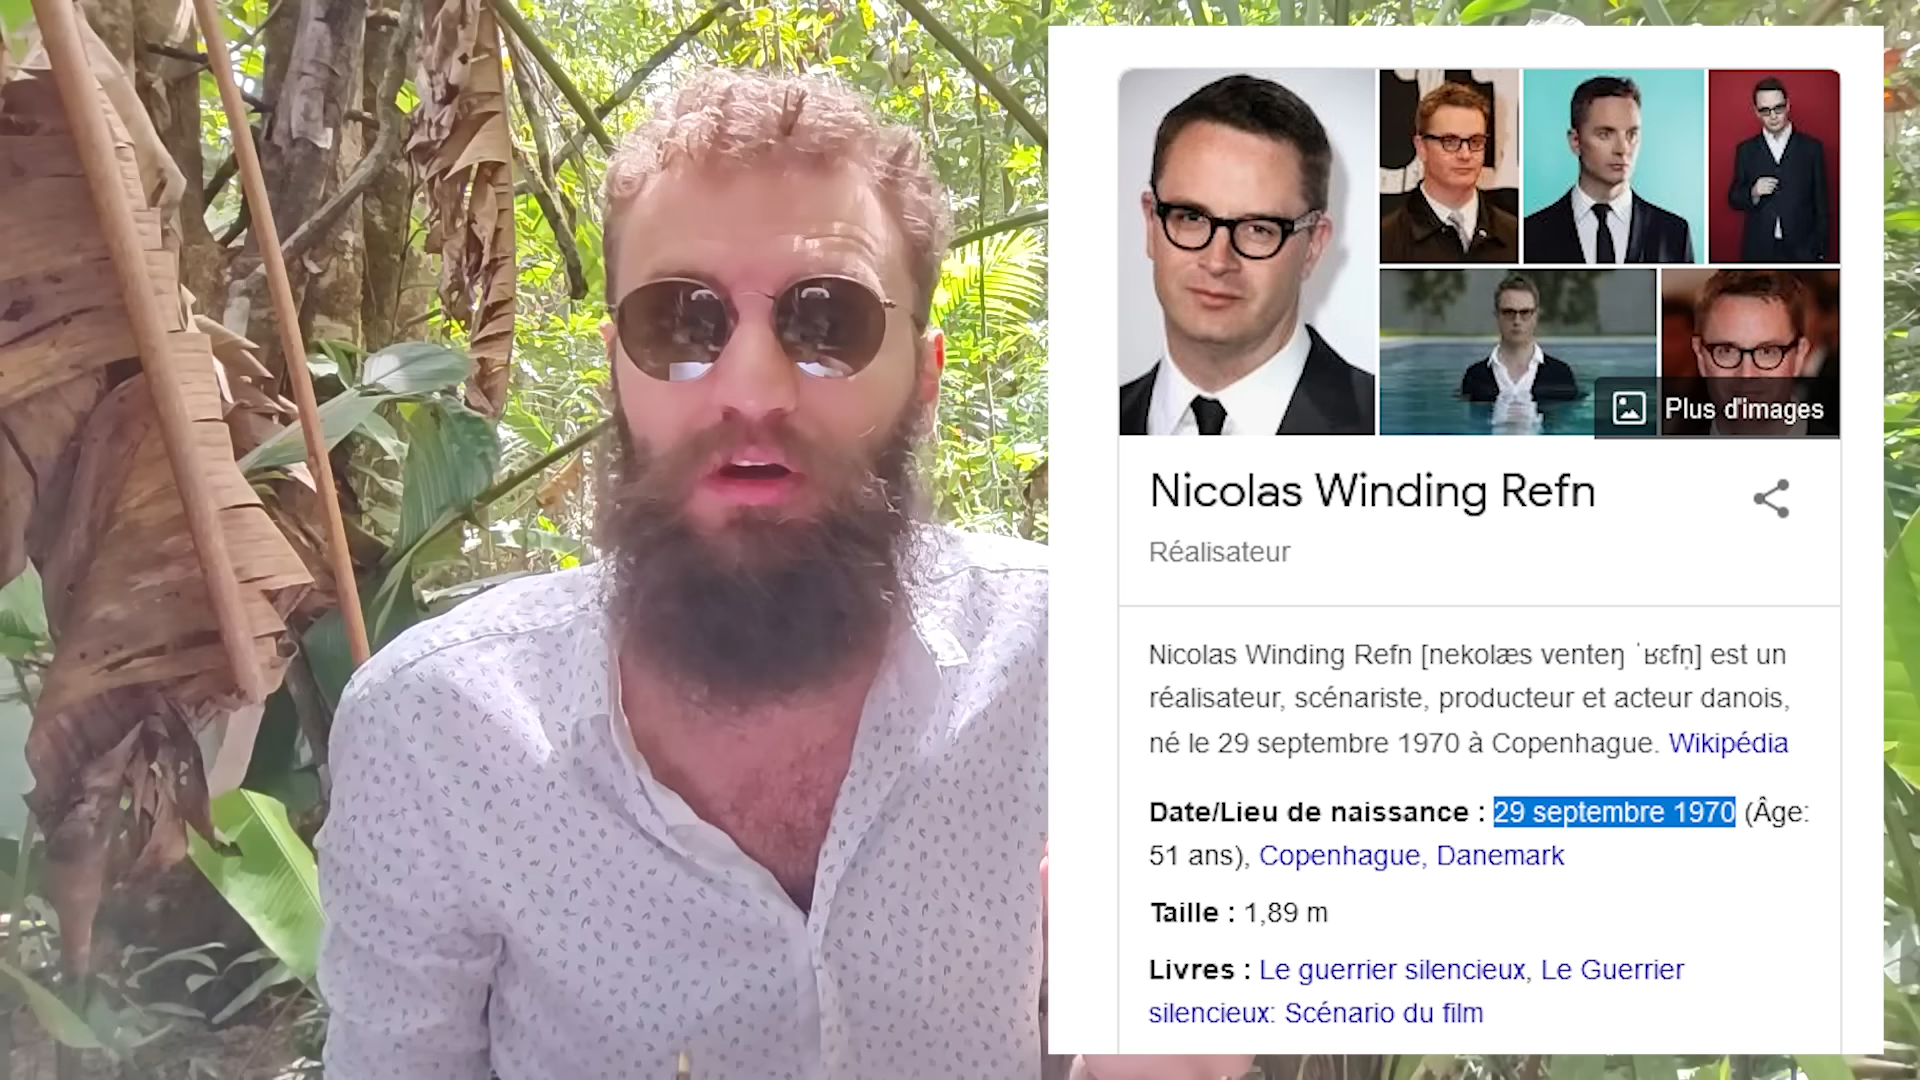 Plus d'images
Nicolas Winding Refn
Réalisateur
Nicolas Winding Refn [nekolæs venteŋ ˈʁɛfn̩] est un
réalisateur, scénariste, producteur et acteur danois,
né le 29 septembre 1970 à Copenhague. Wikipédia
Date/Lieu de naissance : 29 septembre 1970 (Âge:
51 ans), Copenhague, Danemark
Taille : 1,89 m
Livres : Le guerrier silencieux, Le Guerrier
silencieux: Scénario du film